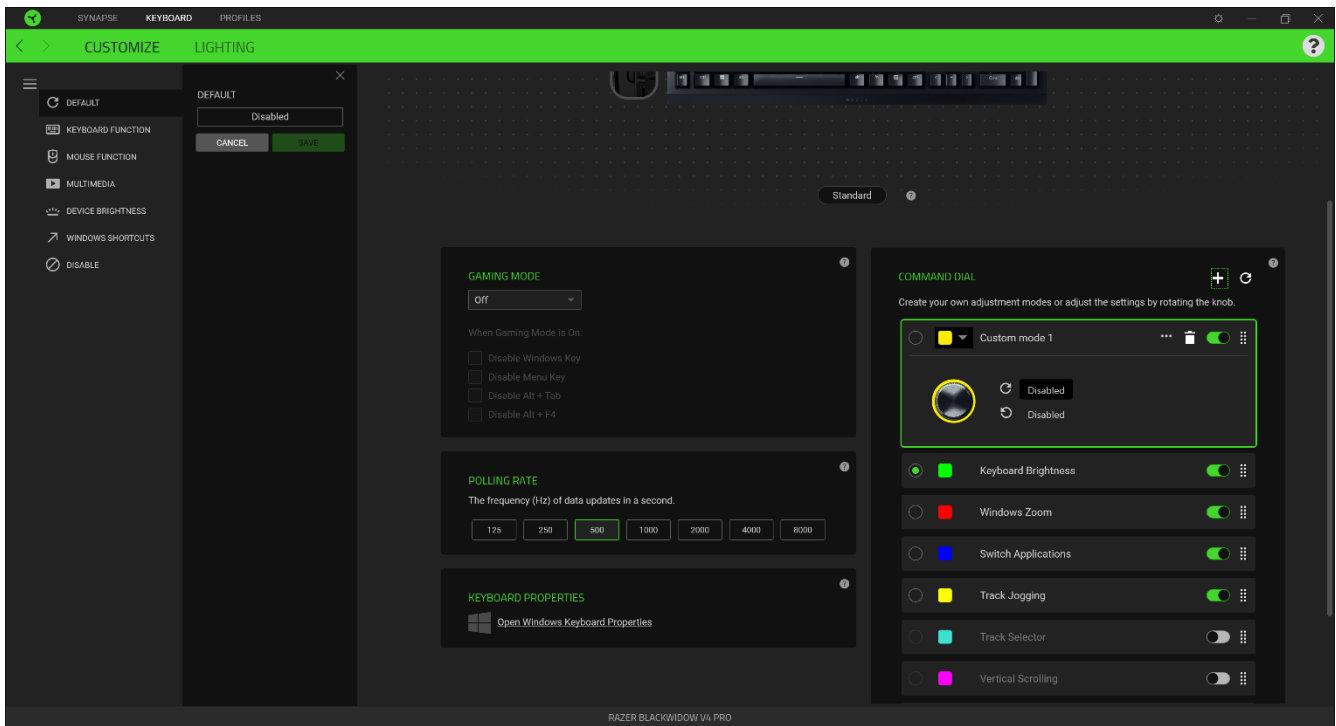 SYNAPSE KEYBOARD PROFILES
CUSTOMIZE LIGHTING
?
DEFAULT
KEYBOARD FUNCTION
MOUSE FUNCTION
MULTIMEDIA
DEVICE BRIGHTNESS
WINDOWS SHORTCUTS
DISABLE
DEFAULT
Disabled
CANCEL SAVE
Standard ?
GAMING MODE ?
Off
When Gaming Mode is On:
Disable Windows Key
Disable Menu Key
Disable Alt + Tab
Disable Alt + F4
POLLING RATE ?
The frequency (Hz) of data updates in a second.
125 250 500 1000 2000 4000 8000
KEYBOARD PROPERTIES ?
Open Windows Keyboard Properties
COMMAND DIAL ?
Create your own adjustment modes or adjust the settings by rotating the knob.
Custom mode 1
Disabled
Disabled
Keyboard Brightness
Windows Zoom
Switch Applications
Track Jogging
Track Selector
Vertical Scrolling
RAZER BLACKWIDOW V4 PRO